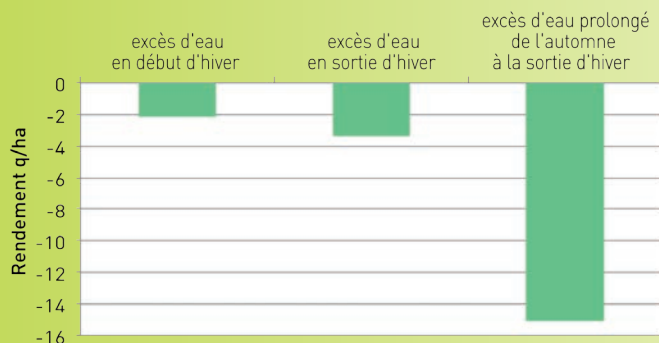 excès d'eau
en début d'hiver
excès d'eau
en sortie d'hiver
excès d'eau prolongé
de l'automne
à la sortie d'hiver
Rendement q/ha
0
-2
-4
-6
-8
-10
-12
-14
-16